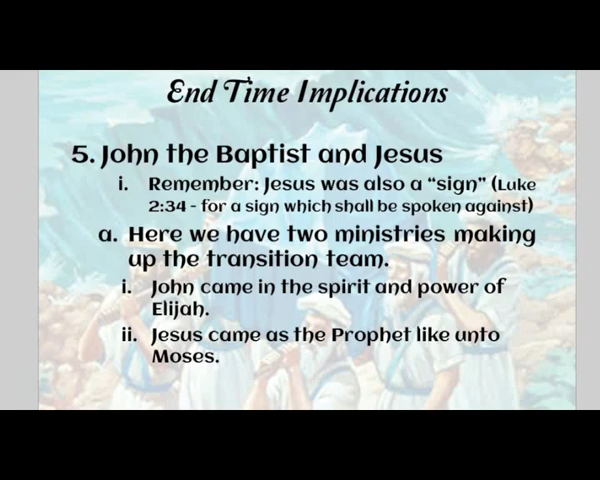 End Time Implications
5. John the Baptist and Jesus
i. Remember: Jesus was also a “sign” (Luke
2:34 - for a sign which shall be spoken against)
a. Here we have two ministries making
up the transition team.
i. John came in the spirit and power of
Elijah.
ii. Jesus came as the Prophet like unto
Moses.